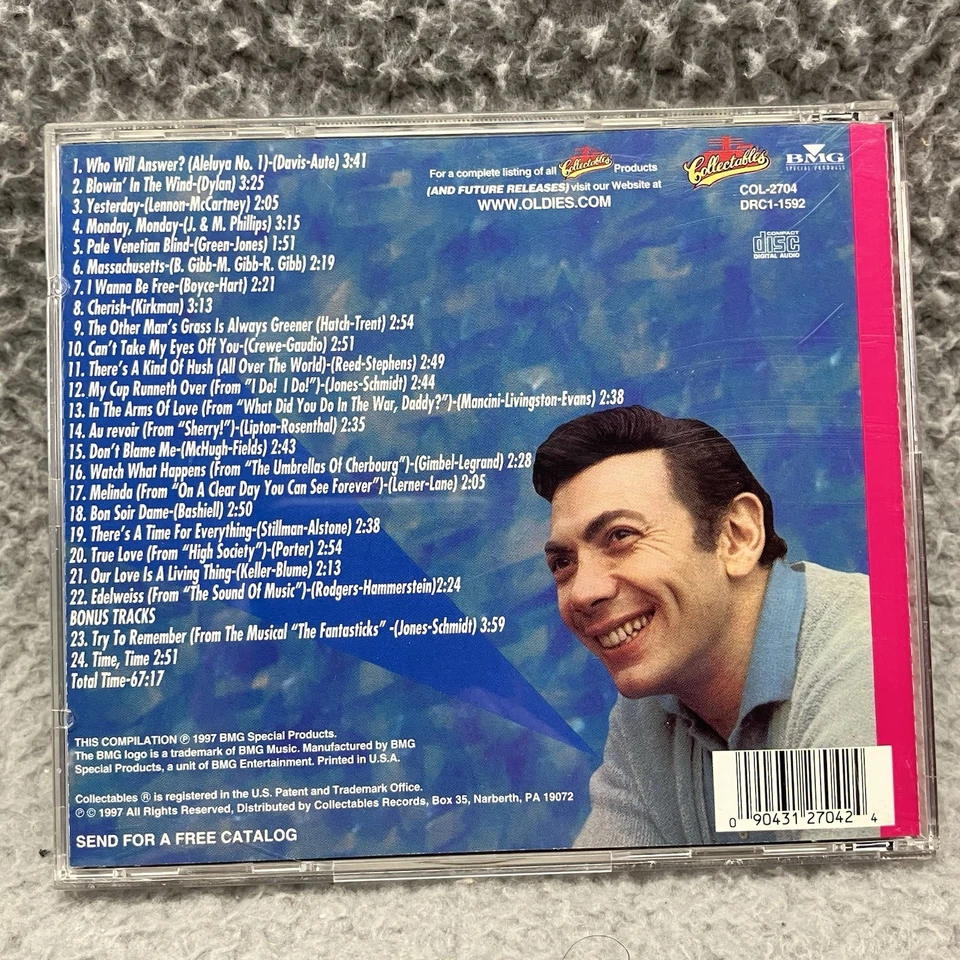 1. Who Will Answer? (Aleluya No. 1)-(Davis-Aute) 3:41
2. Blowin' In The Wind-(Dylan) 3:25
3. Yesterday-(Lennon-McCartney) 2:05
4. Monday, Monday-(J. & M. Phillips) 3:15
5. Pale Venetian Blind-(Green-Jones) 1:51
6. Massachusetts-(B. Gibb-M. Gibb-R. Gibb) 2:19
7. I Wanna Be Free-(Boyce-Hart) 2:21
8. Cherish-(Kirkman) 3:13
9. The Other Man's Grass Is Always Greener (Hatch-Trent) 2:54
10. Can't Take My Eyes Off You-(Crewe-Gaudio) 2:51
11. There's A Kind Of Hush (All Over The World)-(Reed-Stephens) 2:49
12. My Cup Runneth Over (From "I Do! I Do!")-(Jones-Schmidt) 2:44
13. In The Arms Of Love (From "What Did You Do In The War, Daddy?")-(Mancini-Livingston-Evans) 2:38
14. Au revoir (From "Sherry!")-(Lipton-Rosenthal) 2:35
15. Don't Blame Me-(McHugh-Fields) 2:43
16. Watch What Happens (From "The Umbrellas Of Cherbourg")-(Gimbel-Legrand) 2:28
17. Melinda (From "On A Clear Day You Can See Forever")-(Lerner-Lane) 2:05
18. Bon Soir Dame-(Bashiell) 2:50
19. There's A Time For Everything-(Stillman-Alstone) 2:38
20. True Love (From "High Society")-(Porter) 2:54
21. Our Love Is A Living Thing-(Keller-Blume) 2:13
22. Edelweiss (From "The Sound Of Music")-(Rodgers-Hammerstein)2:24
BONUS TRACKS
23. Try To Remember (From The Musical "The Fantasticks" -(Jones-Schmidt) 3:59
24. Time, Time 2:51
Total Time-67:17
For a complete listing of all Collectables Products
(AND FUTURE RELEASES) visit our Website at
WWW.OLDIES.COM
Collectables
BMG
SPECIAL PRODUCTS
COL-2704
DRC1-1592
COMPACT
disc
DIGITAL AUDIO
THIS COMPILATION ℗ 1997 BMG Special Products.
The BMG logo is a trademark of BMG Music. Manufactured by BMG
Special Products, a unit of BMG Entertainment. Printed in U.S.A.
Collectables ® is registered in the U.S. Patent and Trademark Office.
℗ © 1997 All Rights Reserved, Distributed by Collectables Records, Box 35, Narberth, PA 19072
SEND FOR A FREE CATALOG
0 90431 27042 4